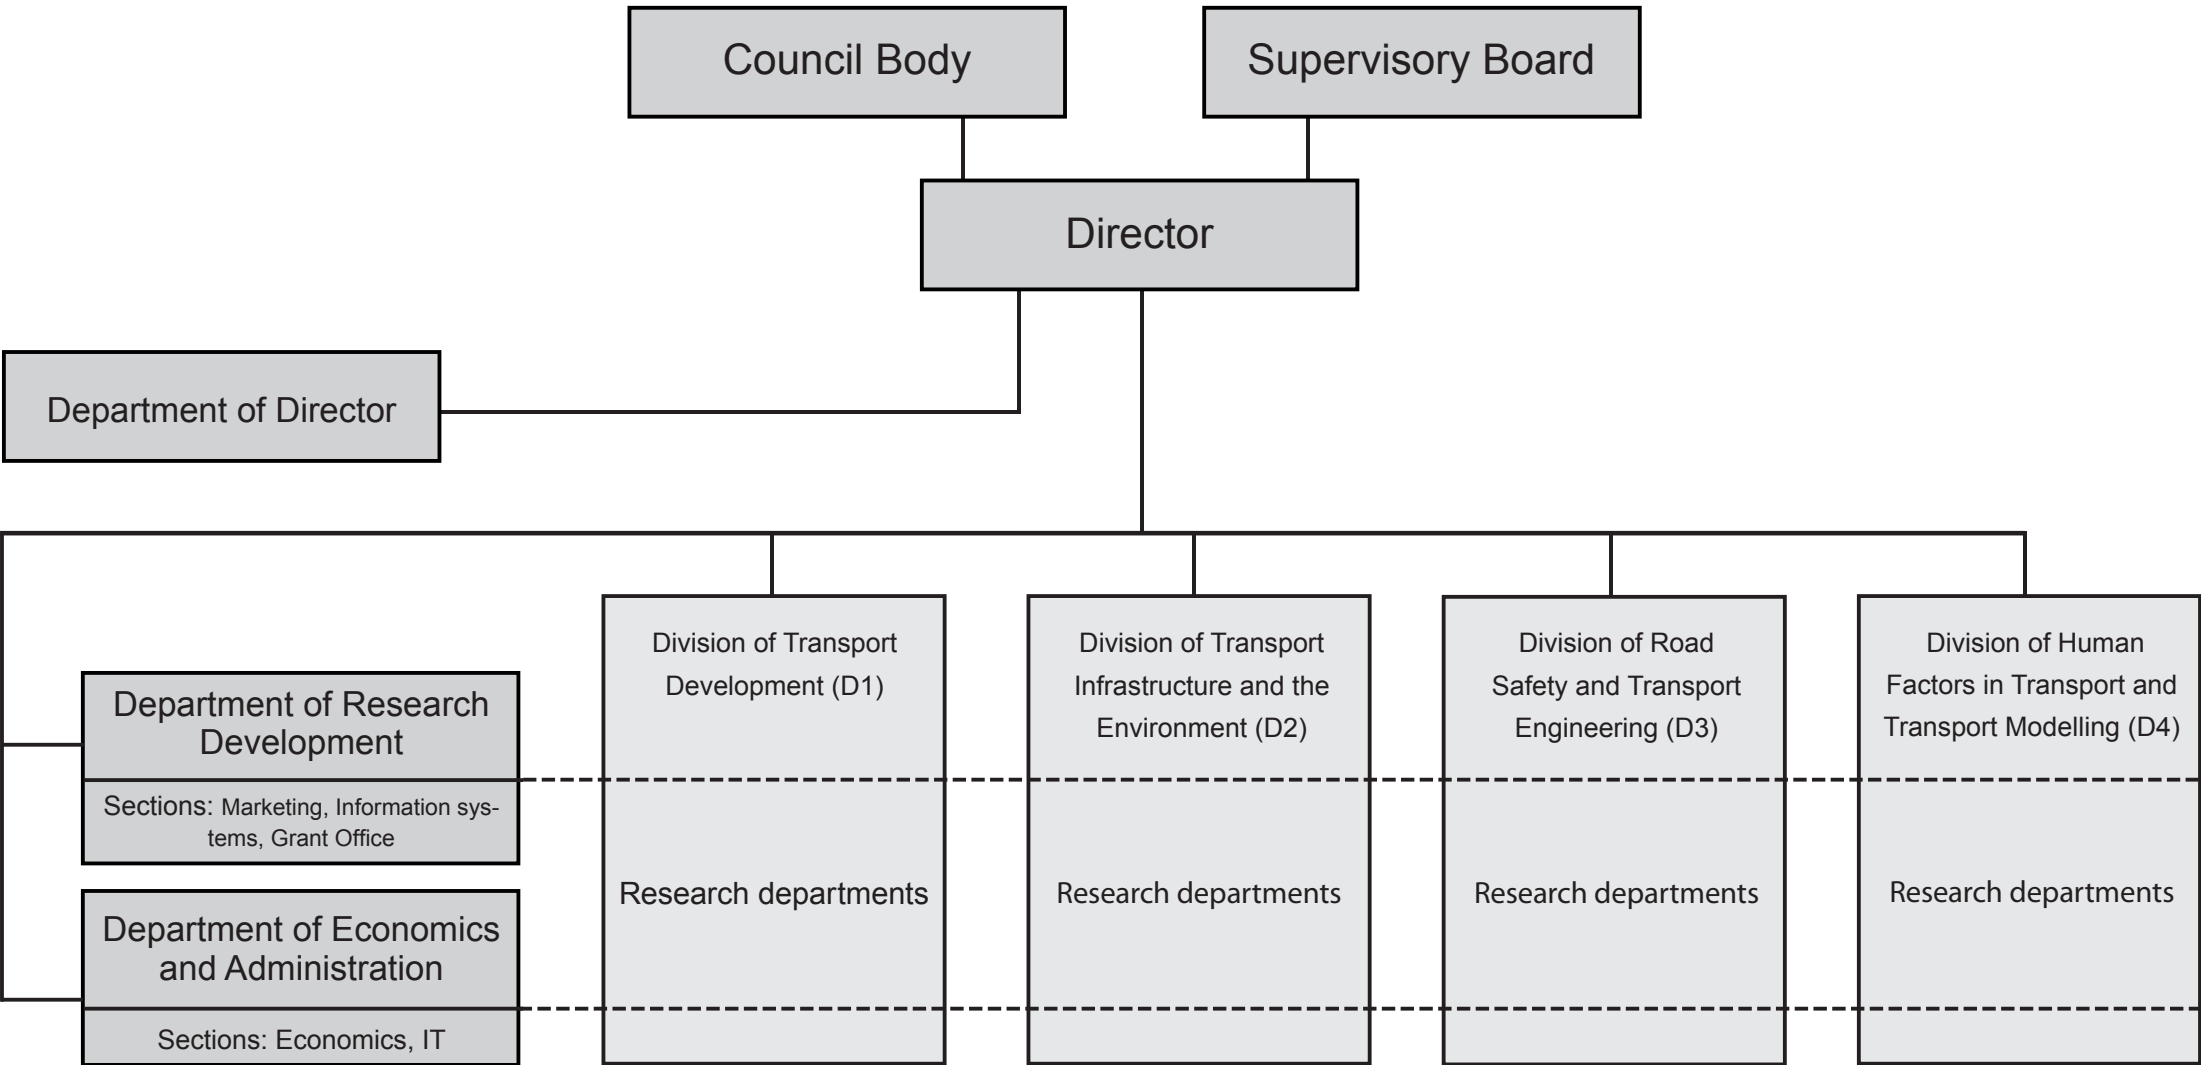 Council Body
Supervisory Board
Director
Department of Director
Division of Transport
Development (D1)
Division of Transport
Infrastructure and the
Environment (D2)
Division of Road
Safety and Transport
Engineering (D3)
Division of Human
Factors in Transport and
Transport Modelling (D4)
Department of Research
Development
Sections: Marketing, Information sys-
tems, Grant Office
Research departments
Research departments
Research departments
Research departments
Department of Economics
and Administration
Sections: Economics, IT